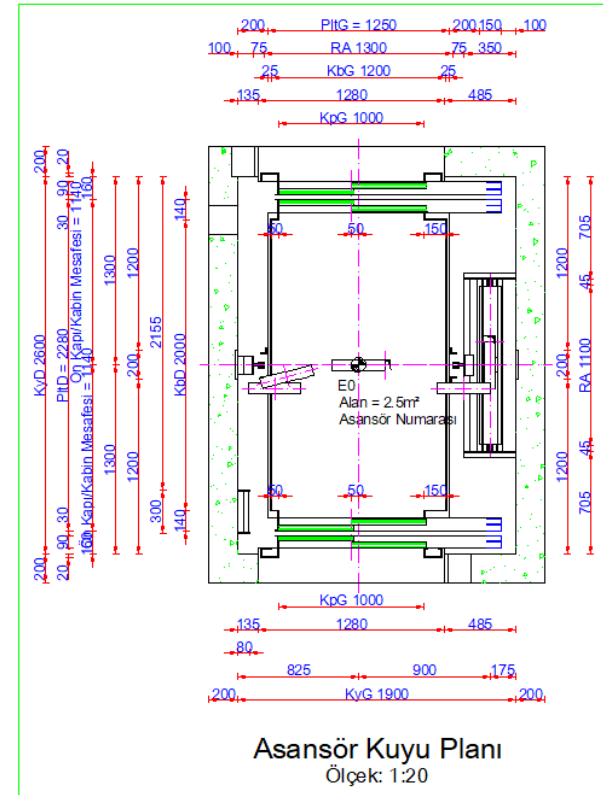 200 PltG = 1250 200 150 100
100 75 RA 1300 75 350
25 KbG 1200 25
135 1280 485
KpG 1000
200
20
90
160
30
140
50 50 150
Ön Kapı/Kabin Mesafesi = 1140
1300
1200
2155
705
45
1200
KyD 2600
PltD = 2280
KbD 2000
200
200
RA 1100
E0
Alan = 2.5m²
Asansör Numarası
Kapı/Kabin Mesafesi = 1140
1300
1200
300
1200
45
705
50 50 150
30
140
90
160
20
200
KpG 1000
135 1280 485
80
825 900 175
200 KyG 1900 200
Asansör Kuyu Planı
Ölçek: 1:20